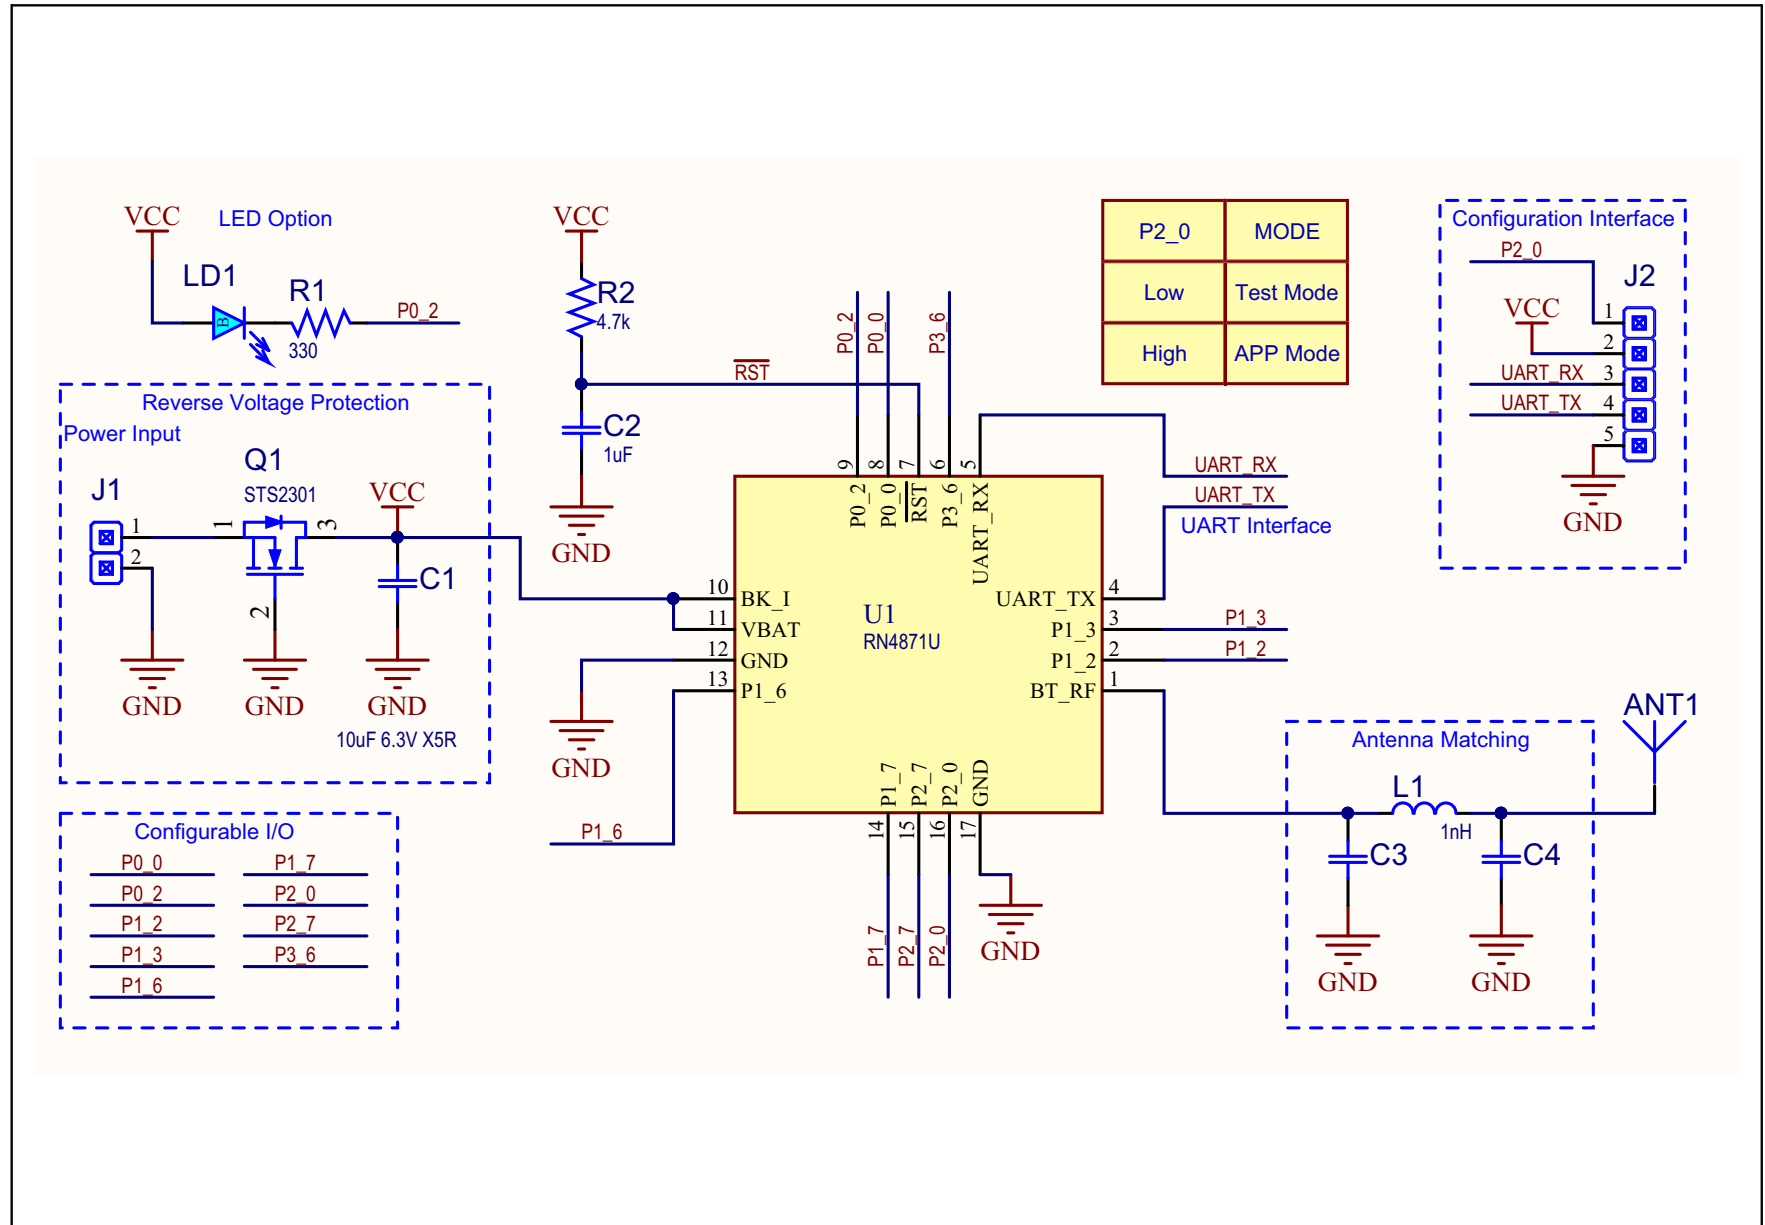 VCC
LED Option
LD1
B
R1
330
P0_2
VCC
R2
4.7k
RST
C2
1uF
GND
P2_0 MODE
Low Test Mode
High APP Mode
Configuration Interface
P2_0
J2
VCC
1
2
UART_RX 3
UART_TX 4
5
GND
Reverse Voltage Protection
Power Input
J1
1
2
Q1
STS2301
1
3
2
VCC
C1
GND
GND
GND
10uF 6.3V X5R
P0_2
P0_0
P3_6
9
8
7
6
5
P0_2
P0_0
RST
P3_6
UART_RX
UART_RX
UART_TX
UART Interface
10 BK_I
11 VBAT
12 GND
13 P1_6
U1
RN4871U
UART_TX 4
P1_3 3 P1_3
P1_2 2 P1_2
BT_RF 1
GND
P1_6
P1_7
P2_7
P2_0
GND
14
15
16
17
P1_7
P2_7
P2_0
GND
Antenna Matching
ANT1
L1
1nH
C3
C4
GND
GND
Configurable I/O
P0_0 P1_7
P0_2 P2_0
P1_2 P2_7
P1_3 P3_6
P1_6